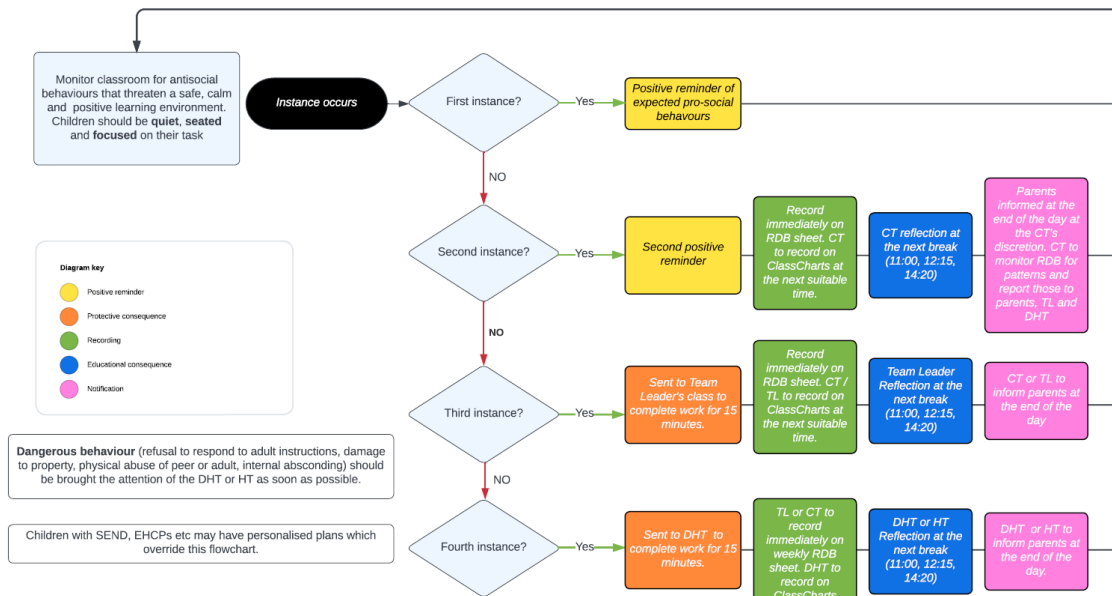 Monitor classroom for antisocial
behaviours that threaten a safe, calm
and positive learning environment.
Children should be quiet, seated
and focused on their task
Instance occurs
First instance?
Yes
Positive reminder of
expected pro-social
behavours
NO
Second instance?
Yes
Second positive
reminder
Record
immediately on
RDB sheet. CT
to record on
ClassCharts at
the next suitable
time.
CT reflection at
the next break
(11:00, 12:15,
14:20)
Parents
informed at the
end of the day at
the CT's
discretion. CT to
monitor RDB for
patterns and
report those to
parents, TL and
DHT
Diagram key
Positive reminder
Protective consequence
Recording
Educational consequence
Notification
NO
Third instance?
Yes
Sent to Team
Leader's class to
complete work for 15
minutes.
Record
immediately on
RDB sheet. CT /
TL to record on
ClassCharts at
the next suitable
time.
Team Leader
Reflection at the
next break
(11:00, 12:15,
14:20)
CT or TL to
inform parents at
the end of the
day
Dangerous behaviour (refusal to respond to adult instructions, damage
to property, physical abuse of peer or adult, internal absconding) should
be brought the attention of the DHT or HT as soon as possible.
NO
Children with SEND, EHCPs etc may have personalised plans which
override this flowchart.
Fourth instance?
Yes
Sent to DHT to
complete work for 15
minutes.
TL or CT to
record
immediately on
weekly RDB
sheet. DHT to
record on
ClassCharts
DHT or HT
Reflection at the
next break
(11:00, 12:15,
14:20)
DHT or HT to
inform parents at
the end of the
day.